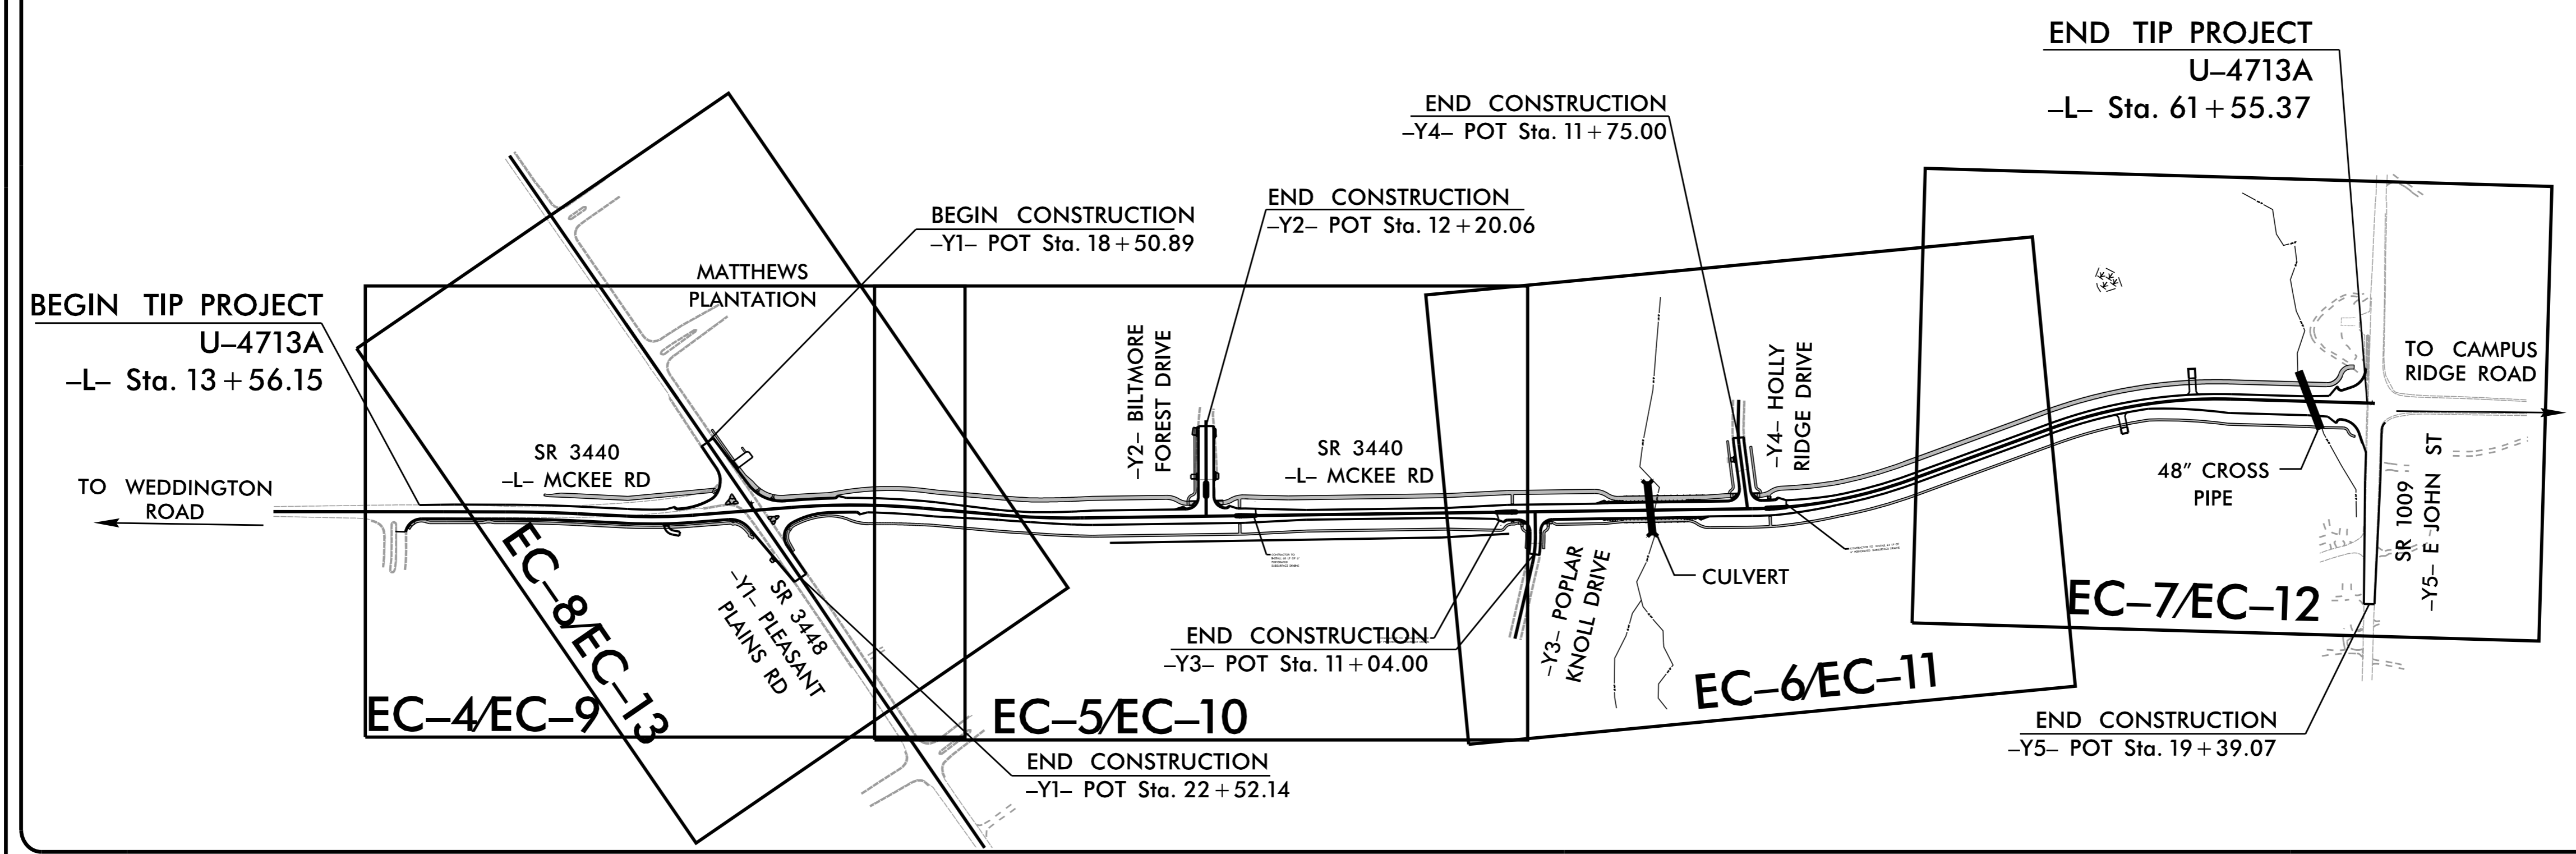 END TIP PROJECT
U–4713A
–L– Sta. 61+55.37
END CONSTRUCTION
–Y4– POT Sta. 11+75.00
END CONSTRUCTION
–Y2– POT Sta. 12+20.06
BEGIN CONSTRUCTION
–Y1– POT Sta. 18+50.89
MATTHEWS
PLANTATION
BEGIN TIP PROJECT
U–4713A
–L– Sta. 13+56.15
TO WEDDINGTON
ROAD
SR 3440
–L– MCKEE RD
–Y2– BILTMORE
FOREST DRIVE
SR 3440
–L– MCKEE RD
–Y4– HOLLY
RIDGE DRIVE
TO CAMPUS
RIDGE ROAD
48" CROSS
PIPE
SR 1009
–Y5– E JOHN ST
CULVERT
–Y3– POPLAR
KNOLL DRIVE
SR 3448
–Y1– PLEASANT
PLAINS RD
END CONSTRUCTION
–Y3– POT Sta. 11+04.00
EC–8/EC–13
EC–4/EC–9
EC–5/EC–10
EC–6/EC–11
EC–7/EC–12
END CONSTRUCTION
–Y1– POT Sta. 22+52.14
END CONSTRUCTION
–Y5– POT Sta. 19+39.07